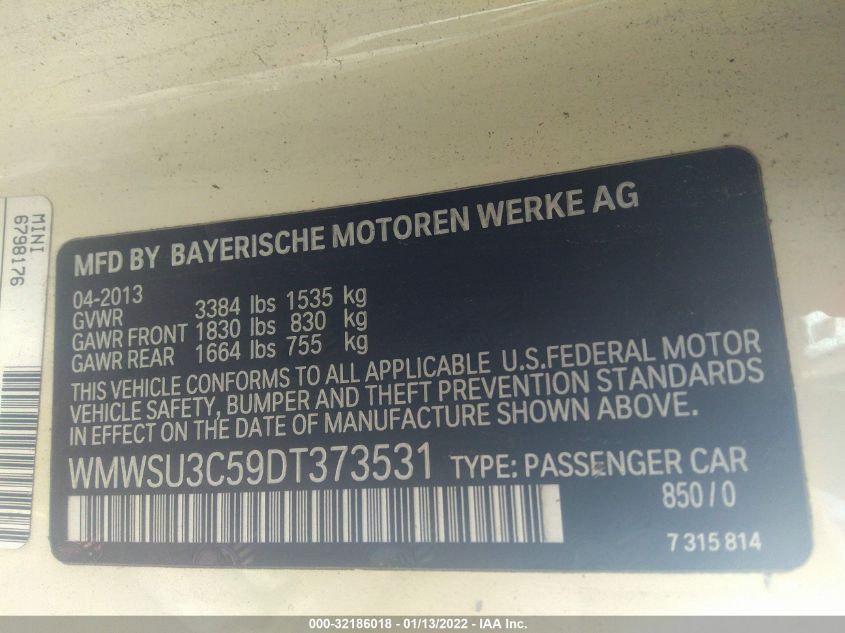 MINI
6798176
MFD BY BAYERISCHE MOTOREN WERKE AG
04-2013
GVWR 3384 lbs 1535 kg
GAWR FRONT 1830 lbs 830 kg
GAWR REAR 1664 lbs 755 kg
THIS VEHICLE CONFORMS TO ALL APPLICABLE U.S.FEDERAL MOTOR
VEHICLE SAFETY, BUMPER AND THEFT PREVENTION STANDARDS
IN EFFECT ON THE DATE OF MANUFACTURE SHOWN ABOVE.
WMWSU3C59DT373531 TYPE: PASSENGER CAR
850 / 0
7 315 814
000-32186018 - 01/13/2022 - IAA Inc.